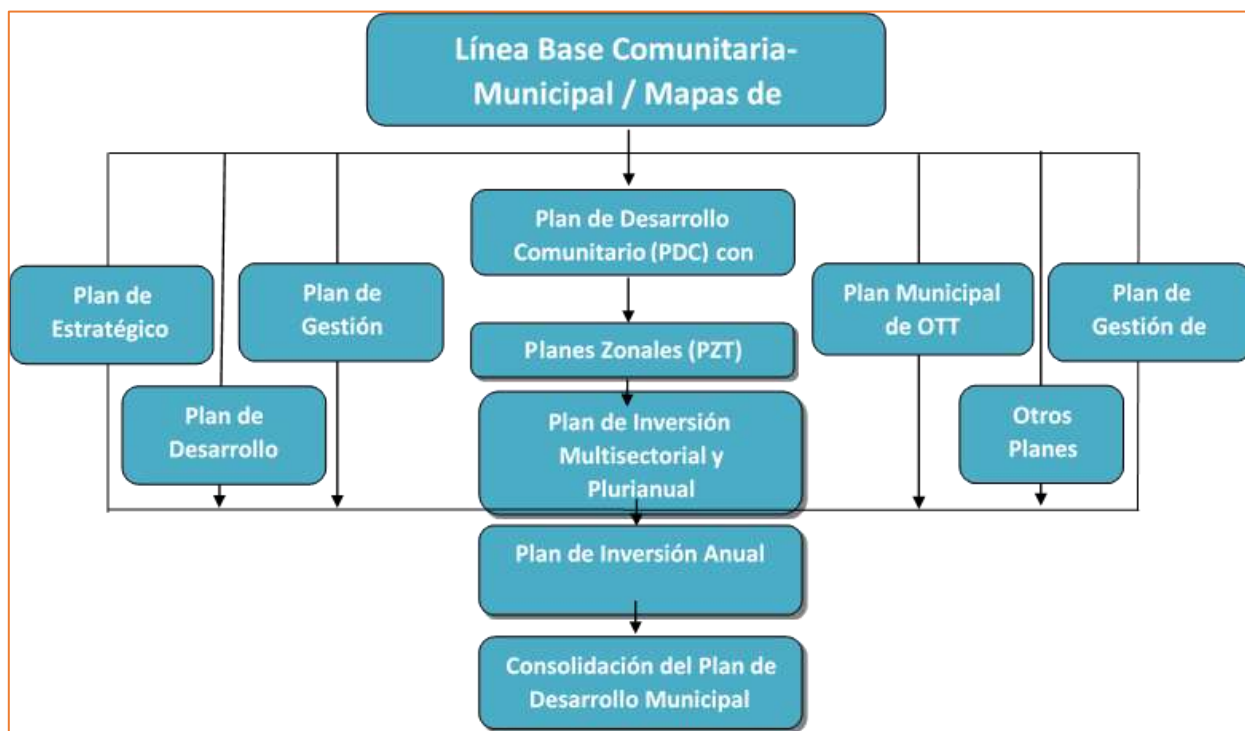 Línea Base Comunitaria-
Municipal / Mapas de
Plan de Desarrollo
Comunitario (PDC) con
Plan de
Estratégico
Plan de
Gestión
Plan Municipal
de OTT
Plan de
Gestión de
Planes Zonales (PZT)
Plan de
Desarrollo
Plan de Inversión
Multisectorial y
Plurianual
Otros
Planes
Plan de Inversión Anual
Consolidación del Plan de
Desarrollo Municipal